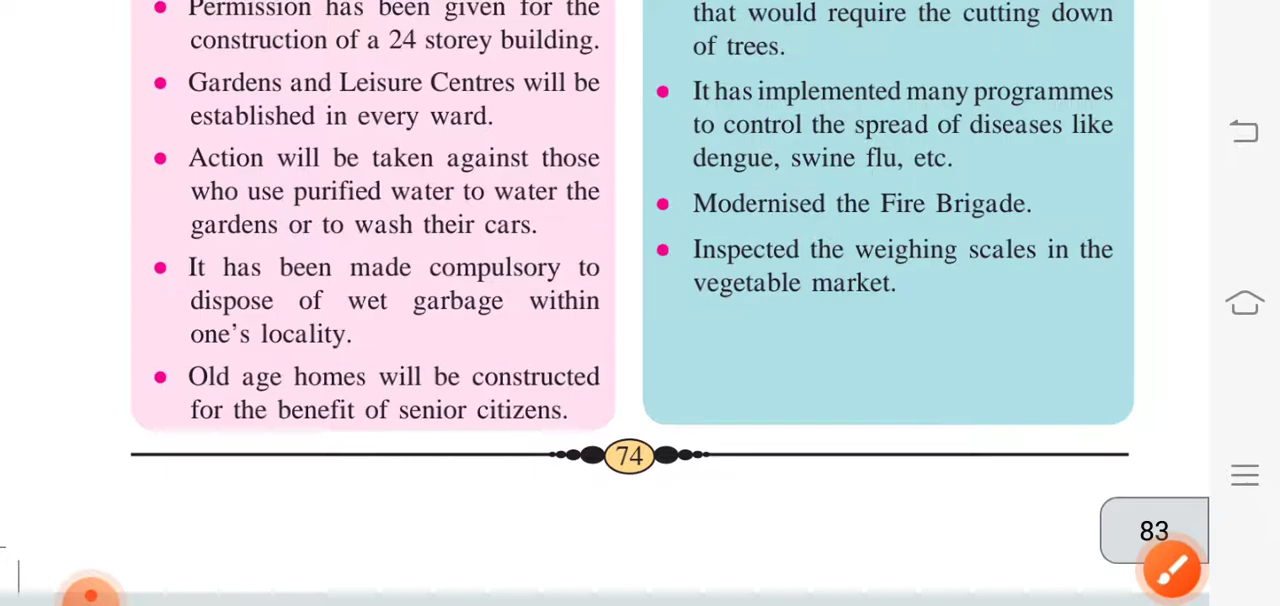 Permission has been given for the
construction of a 24 storey building.
• Gardens and Leisure Centres will be
established in every ward.
• Action will be taken against those
who use purified water to water the
gardens or to wash their cars.
• It has been made compulsory to
dispose of wet garbage within
one’s locality.
• Old age homes will be constructed
for the benefit of senior citizens.
that would require the cutting down
of trees.
• It has implemented many programmes
to control the spread of diseases like
dengue, swine flu, etc.
• Modernised the Fire Brigade.
• Inspected the weighing scales in the
vegetable market.
74
83